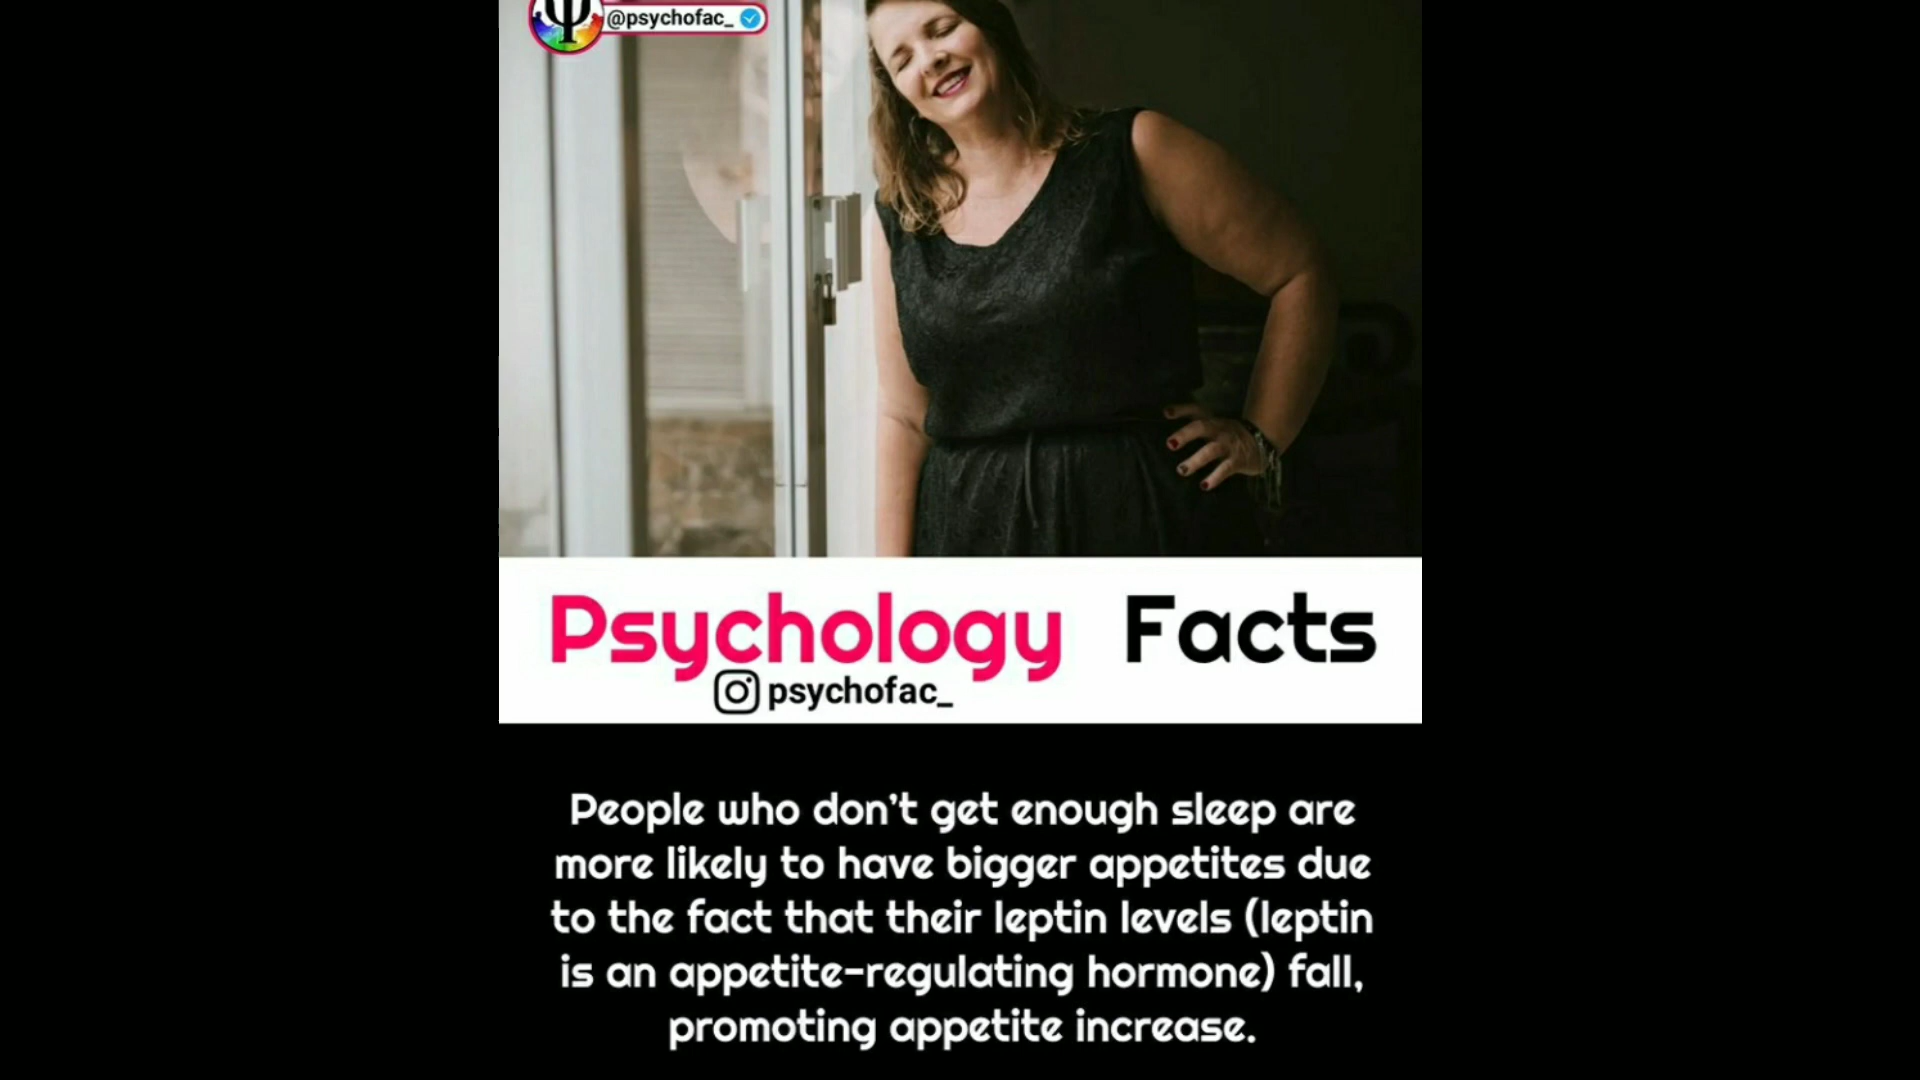 @psychofac_
Psychology Facts
psychofac_
People who don't get enough sleep are
more likely to have bigger appetites due
to the fact that their leptin levels (leptin
is an appetite-regulating hormone) fall,
promoting appetite increase.